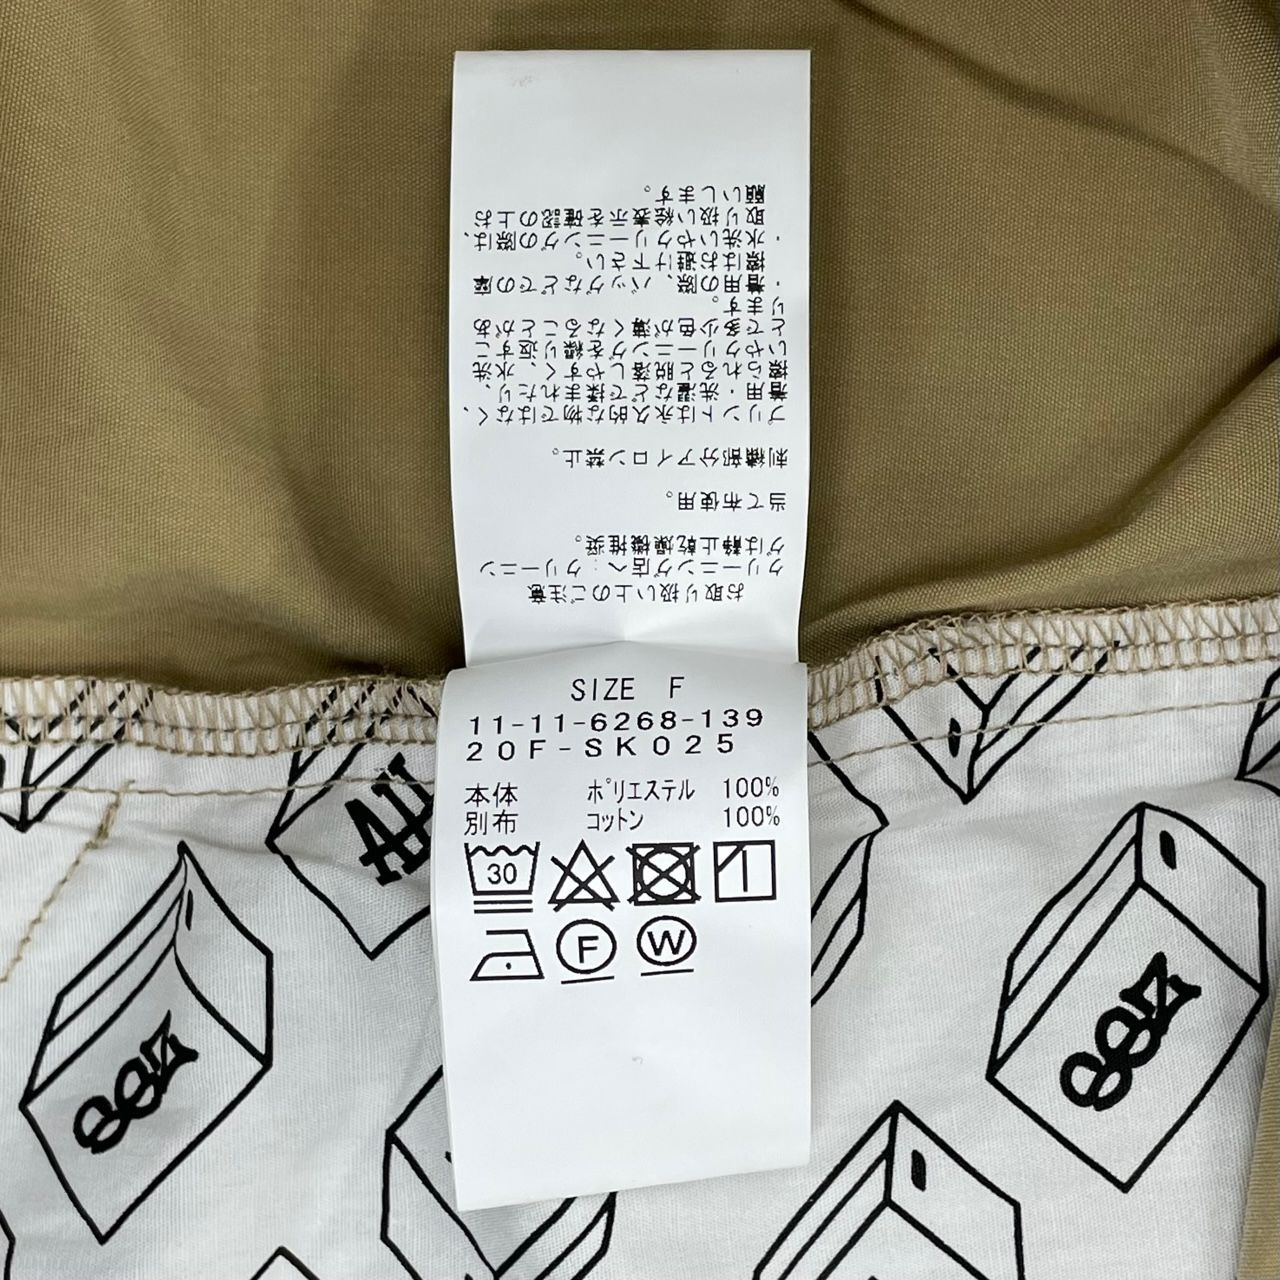 SIZE F
11-11-6268-139
20F-SK025
本体 ポリエステル 100%
別布 コットン 100%
30
F
W
お取り扱い上のご注意
クリーニング店へ:クリーニン
グは静止乾燥機推奨。
当て布使用。
刺繍部分アイロン禁止。
プリントは永久的な物ではなく、
着用・洗濯などで揉まれたり、
擦られると脱落しやすく、水洗
いやクリーニングを繰り返すこ
とで多少色が薄くなることがあ
ります。
・着用の際、バッグなどでの摩
擦はお避け下さい。
・水洗いやクリーニングの際は、
取り扱い絵表示を確認の上お
願いします。